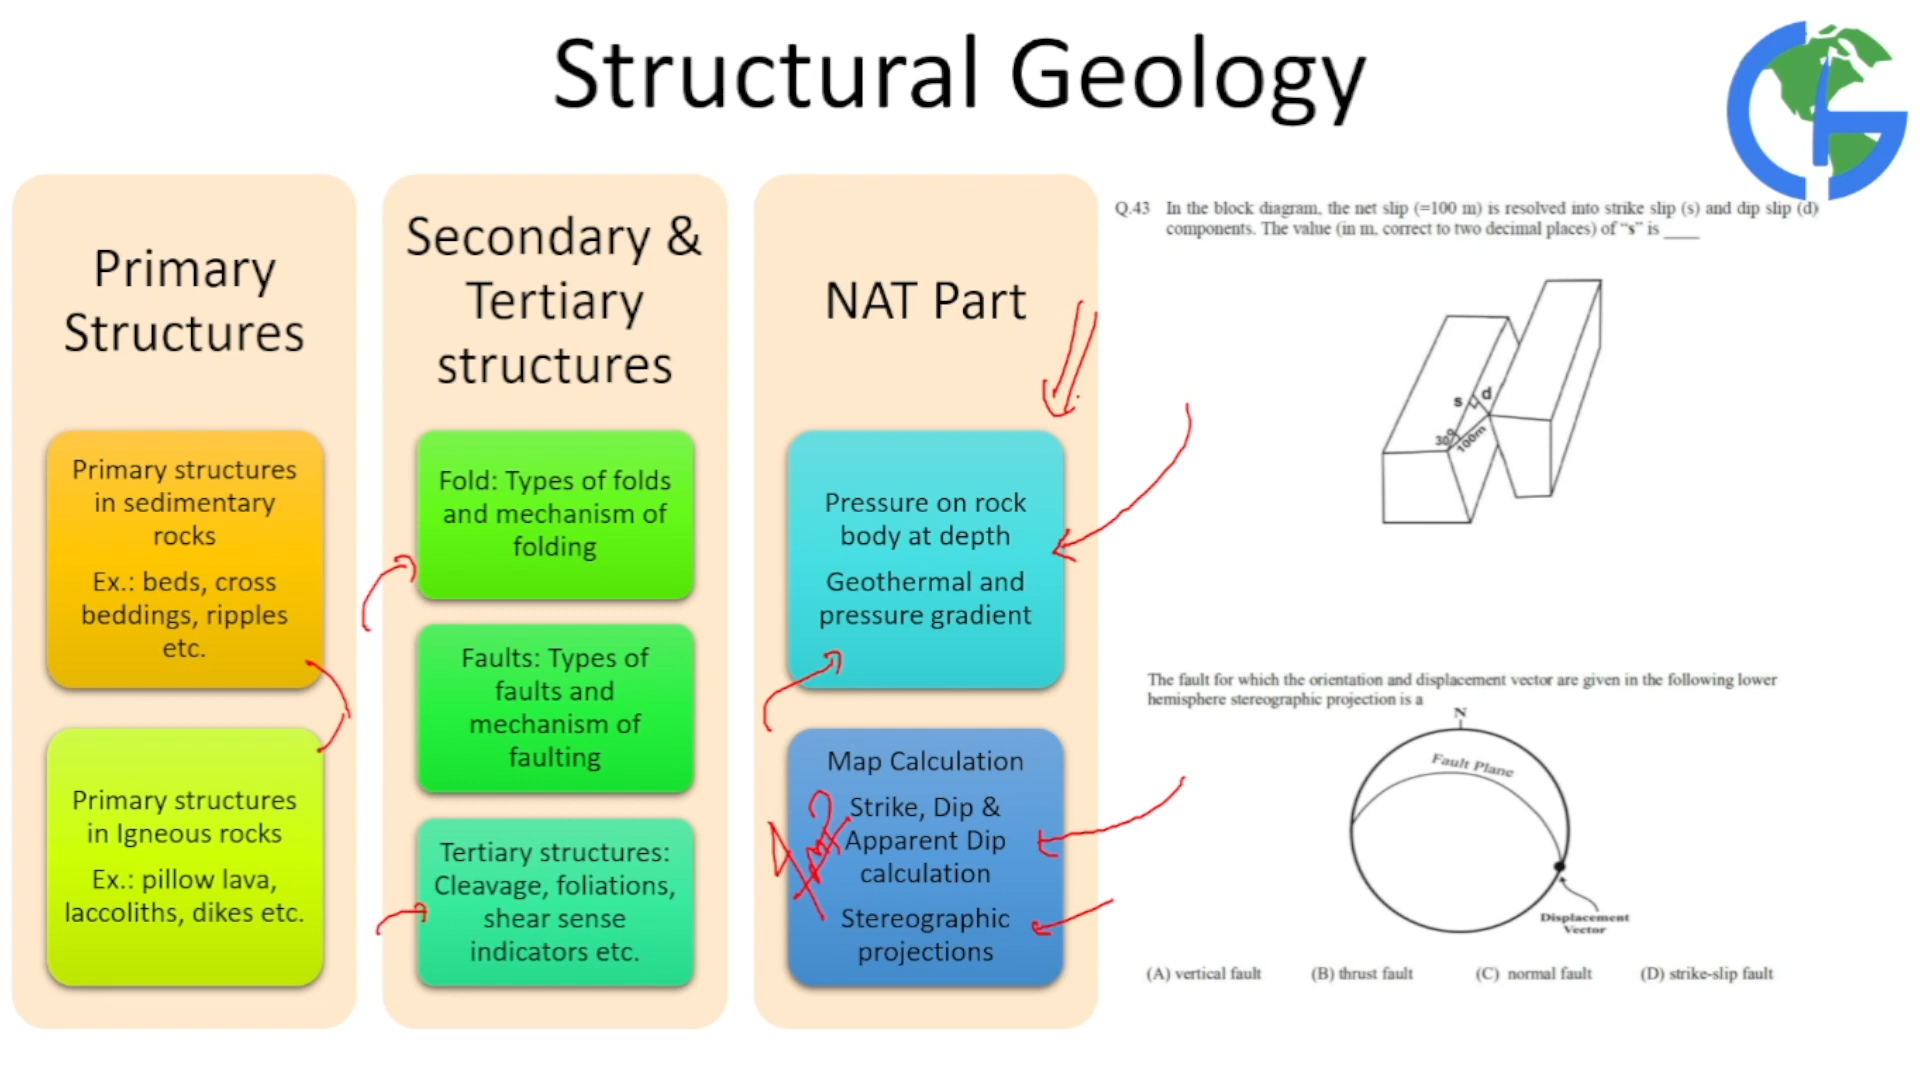 Structural Geology
Primary
Structures
Primary structures
in sedimentary
rocks
Ex.: beds, cross
beddings, ripples
etc.
Primary structures
in Igneous rocks
Ex.: pillow lava,
laccoliths, dikes etc.
Secondary &
Tertiary
structures
Fold: Types of folds
and mechanism of
folding
Faults: Types of
faults and
mechanism of
faulting
Tertiary structures:
Cleavage, foliations,
shear sense
indicators etc.
NAT Part
Pressure on rock
body at depth
Geothermal and
pressure gradient
Map Calculation
Strike, Dip &
Apparent Dip
calculation
Stereographic
projections
Q.43 In the block diagram, the net slip (=100 m) is resolved into strike slip (s) and dip slip (d)
components. The value (in m, correct to two decimal places) of "s" is ____
s d
30
100m
The fault for which the orientation and displacement vector are given in the following lower
hemisphere stereographic projection is a
N
Fault Plane
Displacement
Vector
(A) vertical fault (B) thrust fault (C) normal fault (D) strike-slip fault